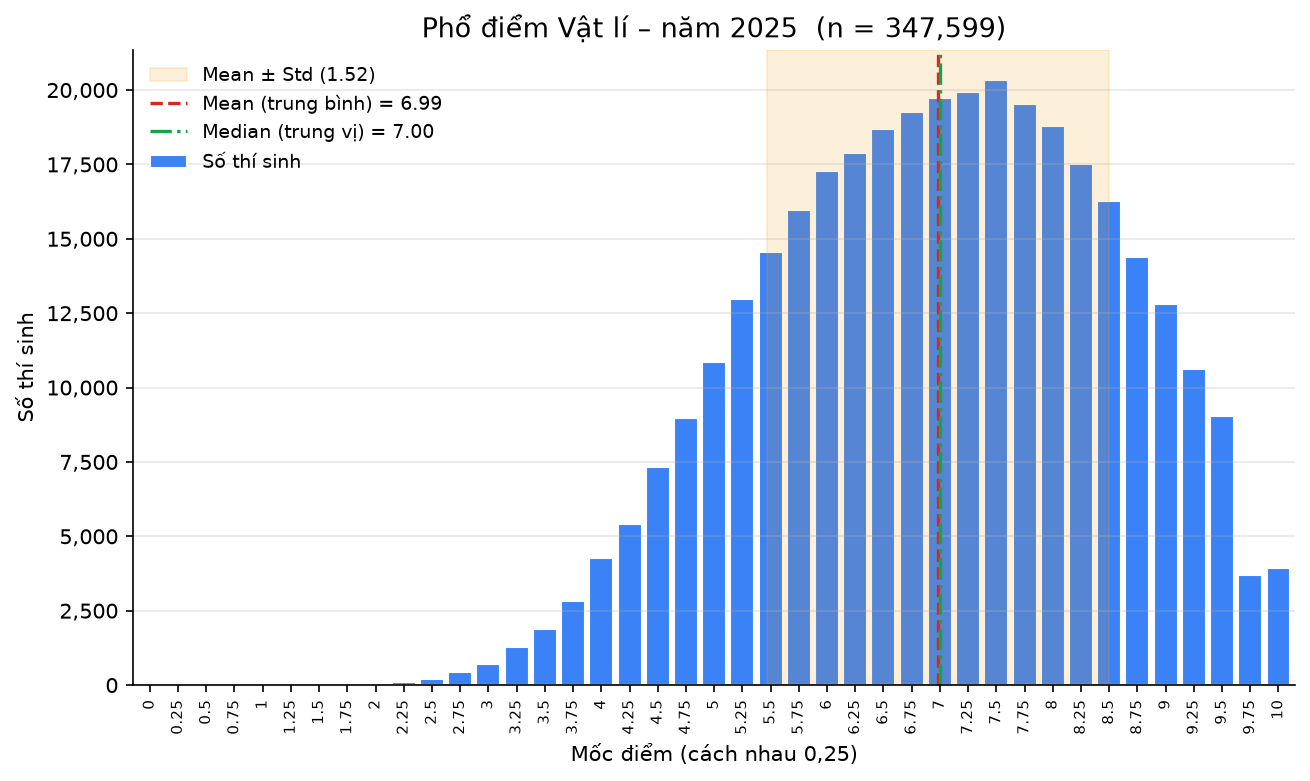 Phổ điểm Vật lí – năm 2025  (n = 347,599)
Mean ± Std (1.52)
Mean (trung bình) = 6.99
Median (trung vị) = 7.00
Số thí sinh
Số thí sinh
20,000
17,500
15,000
12,500
10,000
7,500
5,000
2,500
0
0 0.25 0.5 0.75 1 1.25 1.5 1.75 2 2.25 2.5 2.75 3 3.25 3.5 3.75 4 4.25 4.5 4.75 5 5.25 5.5 5.75 6 6.25 6.5 6.75 7 7.25 7.5 7.75 8 8.25 8.5 8.75 9 9.25 9.5 9.75 10
Mốc điểm (cách nhau 0,25)